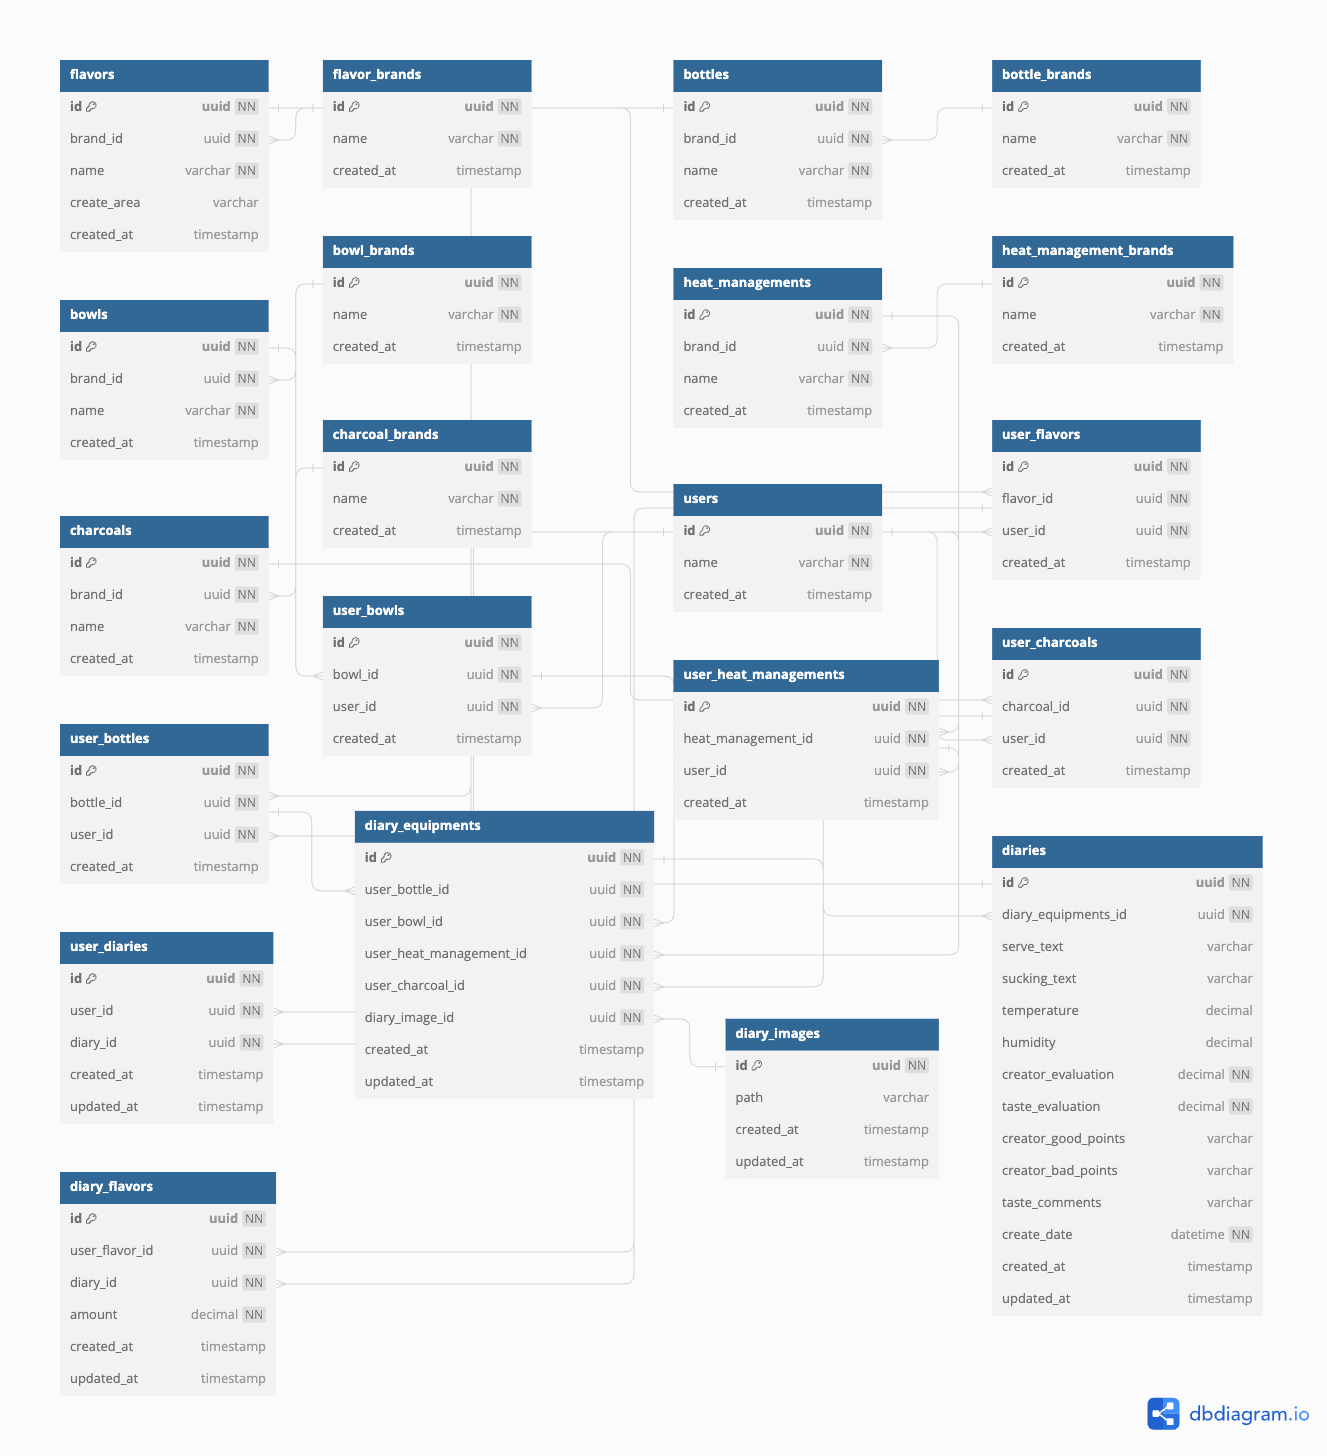 flavors
id uuid NN
brand_id uuid NN
name varchar NN
create_area varchar
created_at timestamp
flavor_brands
id uuid NN
name varchar NN
created_at timestamp
bottles
id uuid NN
brand_id uuid NN
name varchar NN
created_at timestamp
bottle_brands
id uuid NN
name varchar NN
created_at timestamp
bowl_brands
id uuid NN
name varchar NN
created_at timestamp
heat_managements
id uuid NN
brand_id uuid NN
name varchar NN
created_at timestamp
heat_management_brands
id uuid NN
name varchar NN
created_at timestamp
bowls
id uuid NN
brand_id uuid NN
name varchar NN
created_at timestamp
charcoal_brands
id uuid NN
name varchar NN
created_at timestamp
users
id uuid NN
name varchar NN
created_at timestamp
user_flavors
id uuid NN
flavor_id uuid NN
user_id uuid NN
created_at timestamp
charcoals
id uuid NN
brand_id uuid NN
name varchar NN
created_at timestamp
user_bowls
id uuid NN
bowl_id uuid NN
user_id uuid NN
created_at timestamp
user_heat_managements
id uuid NN
heat_management_id uuid NN
user_id uuid NN
created_at timestamp
user_charcoals
id uuid NN
charcoal_id uuid NN
user_id uuid NN
created_at timestamp
user_bottles
id uuid NN
bottle_id uuid NN
user_id uuid NN
created_at timestamp
diary_equipments
id uuid NN
user_bottle_id uuid NN
user_bowl_id uuid NN
user_heat_management_id uuid NN
user_charcoal_id uuid NN
diary_image_id uuid NN
created_at timestamp
updated_at timestamp
diaries
id uuid NN
diary_equipments_id uuid NN
serve_text varchar
sucking_text varchar
temperature decimal
humidity decimal
creator_evaluation decimal NN
taste_evaluation decimal NN
creator_good_points varchar
creator_bad_points varchar
taste_comments varchar
create_date datetime NN
created_at timestamp
updated_at timestamp
user_diaries
id uuid NN
user_id uuid NN
diary_id uuid NN
created_at timestamp
updated_at timestamp
diary_images
id uuid NN
path varchar
created_at timestamp
updated_at timestamp
diary_flavors
id uuid NN
user_flavor_id uuid NN
diary_id uuid NN
amount decimal NN
created_at timestamp
updated_at timestamp
dbdiagram.io